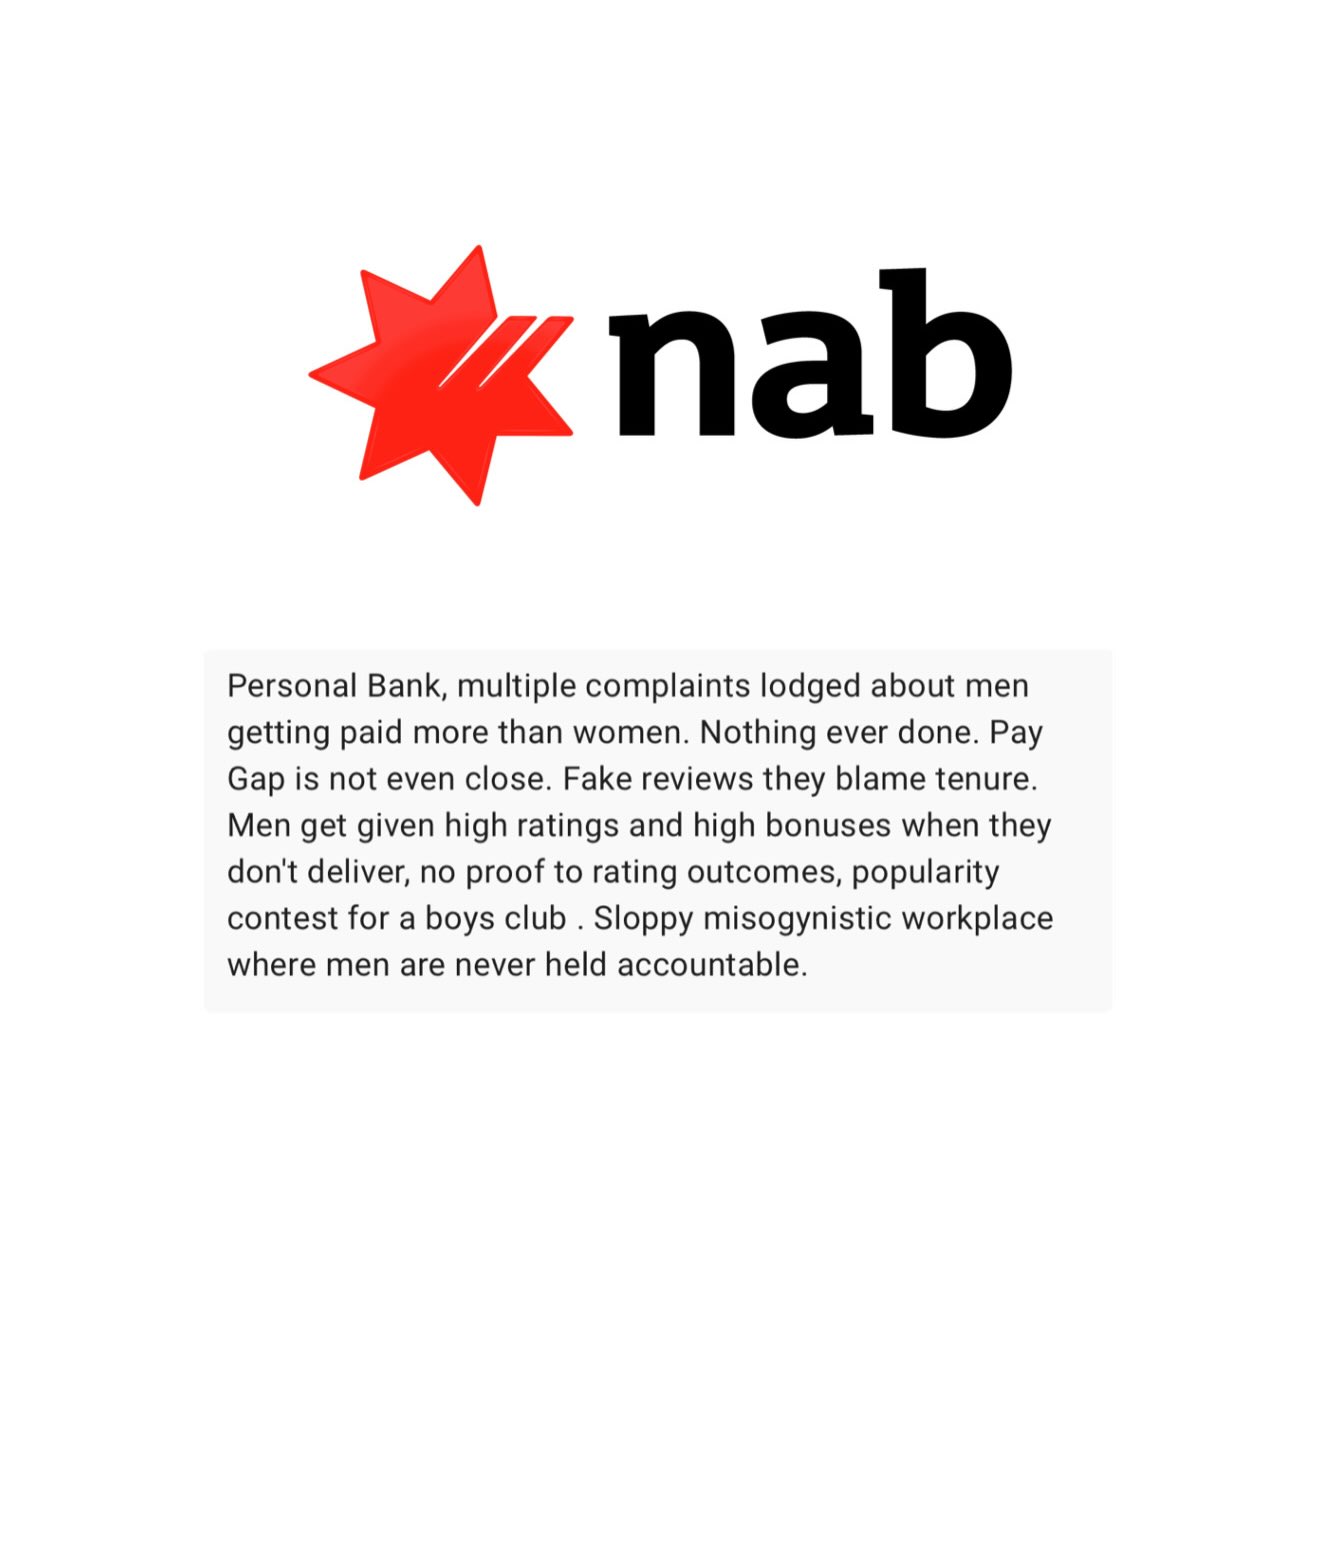 nab
Personal Bank, multiple complaints lodged about men
getting paid more than women. Nothing ever done. Pay
Gap is not even close. Fake reviews they blame tenure.
Men get given high ratings and high bonuses when they
don't deliver, no proof to rating outcomes, popularity
contest for a boys club . Sloppy misogynistic workplace
where men are never held accountable.